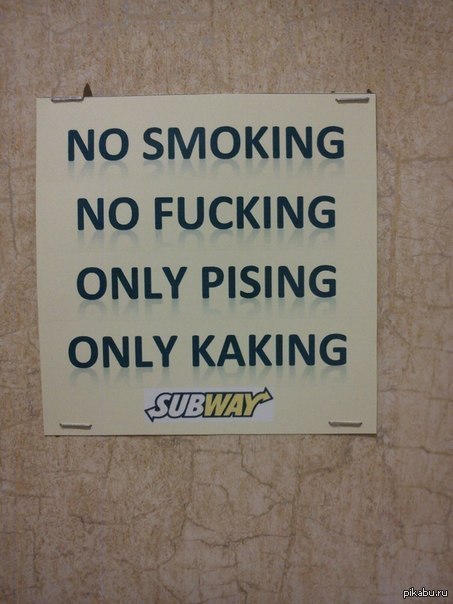 NO SMOKING
NO FUCKING
ONLY PISING
ONLY KAKING
SUBWAY
pikabu.ru